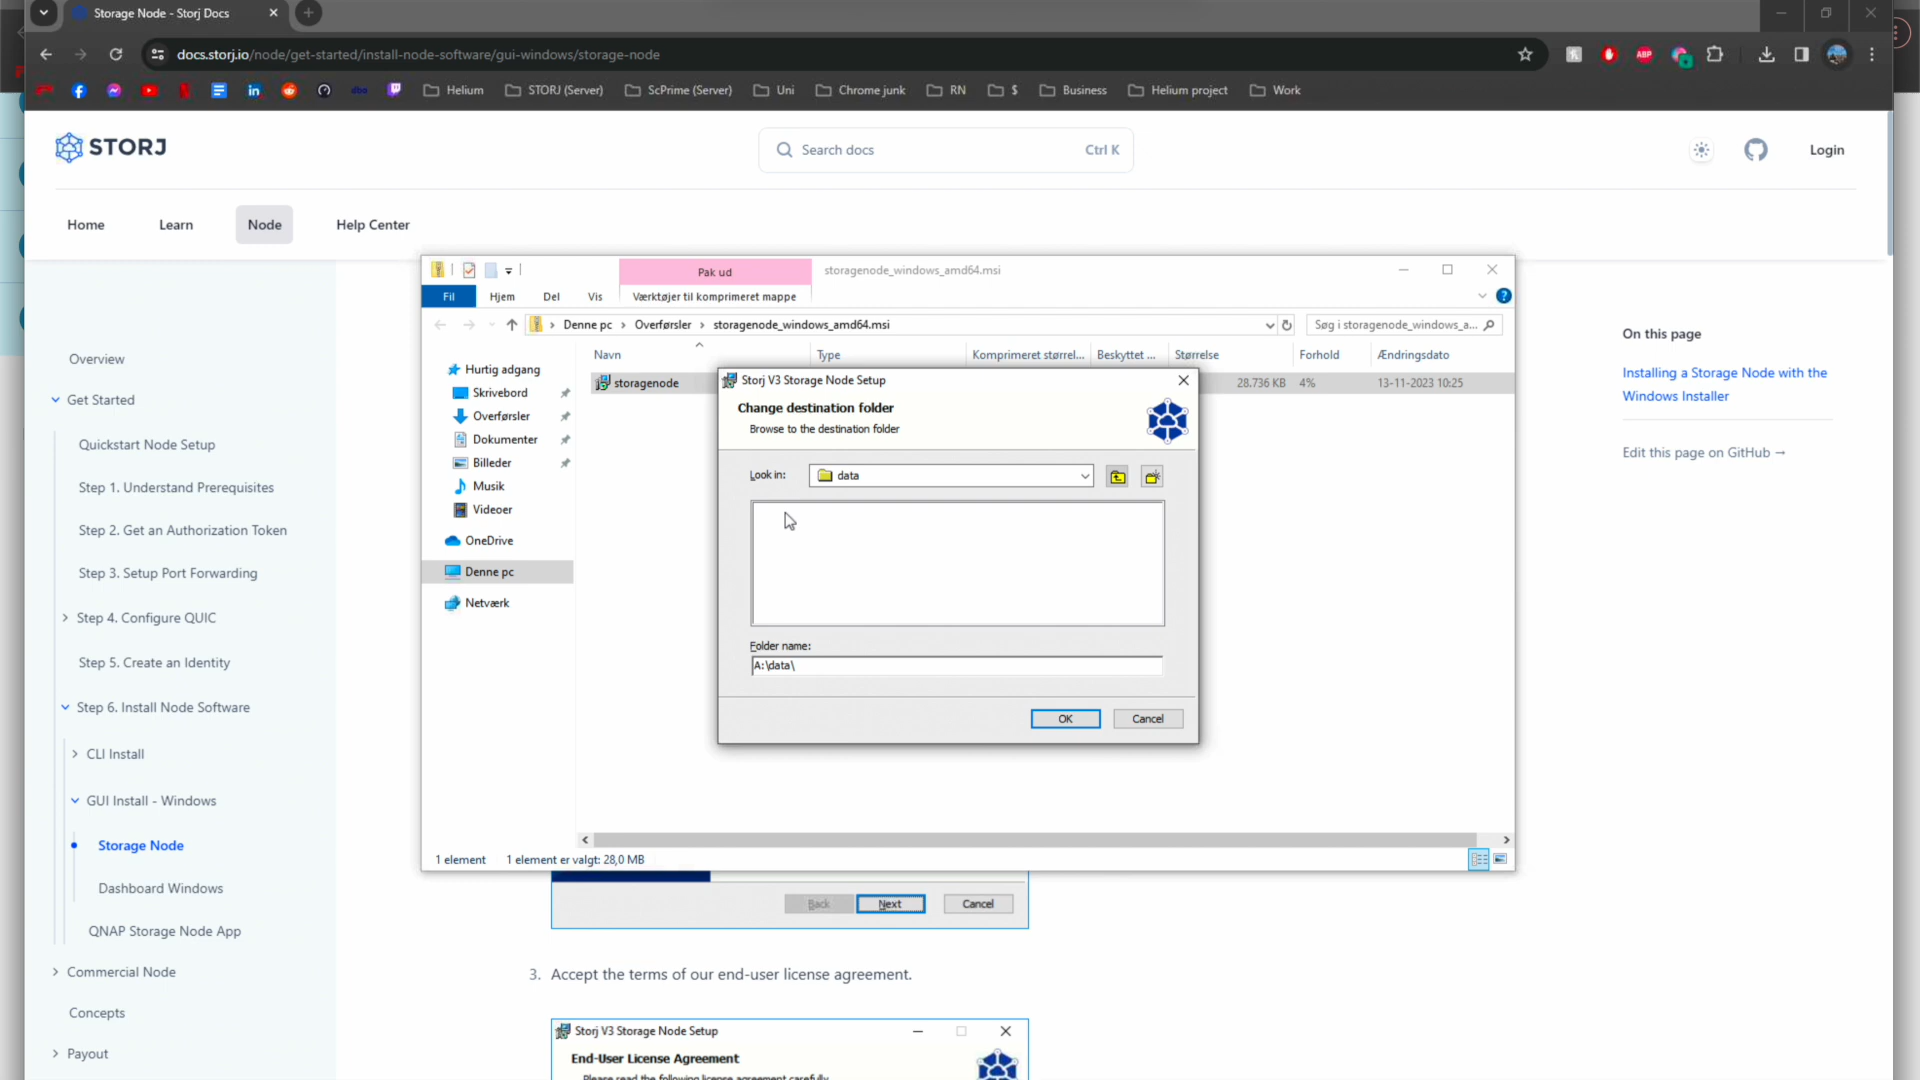 Storage Node - Storj Docs
docs.storj.io/node/get-started/install-node-software/gui-windows/storage-node
ABP
Helium
STORJ (Server)
ScPrime (Server)
Uni
Chrome junk
RN
$
Business
Helium project
Work
STORJ
Search docs
Ctrl K
Login
Home
Learn
Node
Help Center
Pak ud
storagenode_windows_amd64.msi
Fil
Hjem
Del
Vis
Værktøjer til komprimeret mappe
Denne pc
Overførsler
storagenode_windows_amd64.msi
Søg i storagenode_windows_a...
Navn
Type
Komprimeret størrel...
Beskyttet ...
Størrelse
Forhold
Ændringsdato
storagenode
28.736 KB
4%
13-11-2023 10:25
Hurtig adgang
Skrivebord
Overførsler
Dokumenter
Billeder
Musik
Videoer
OneDrive
Denne pc
Netværk
Storj V3 Storage Node Setup
Change destination folder
Browse to the destination folder
Look in:
data
Folder name:
A:\data\
OK
Cancel
1 element
1 element er valgt: 28,0 MB
Overview
Get Started
Quickstart Node Setup
Step 1. Understand Prerequisites
Step 2. Get an Authorization Token
Step 3. Setup Port Forwarding
Step 4. Configure QUIC
Step 5. Create an Identity
Step 6. Install Node Software
CLI Install
GUI Install - Windows
Storage Node
Dashboard Windows
QNAP Storage Node App
Commercial Node
Concepts
Payout
On this page
Installing a Storage Node with the
Windows Installer
Edit this page on GitHub →
Back
Next
Cancel
3. Accept the terms of our end-user license agreement.
Storj V3 Storage Node Setup
End-User License Agreement
Please read the following license agreement carefully